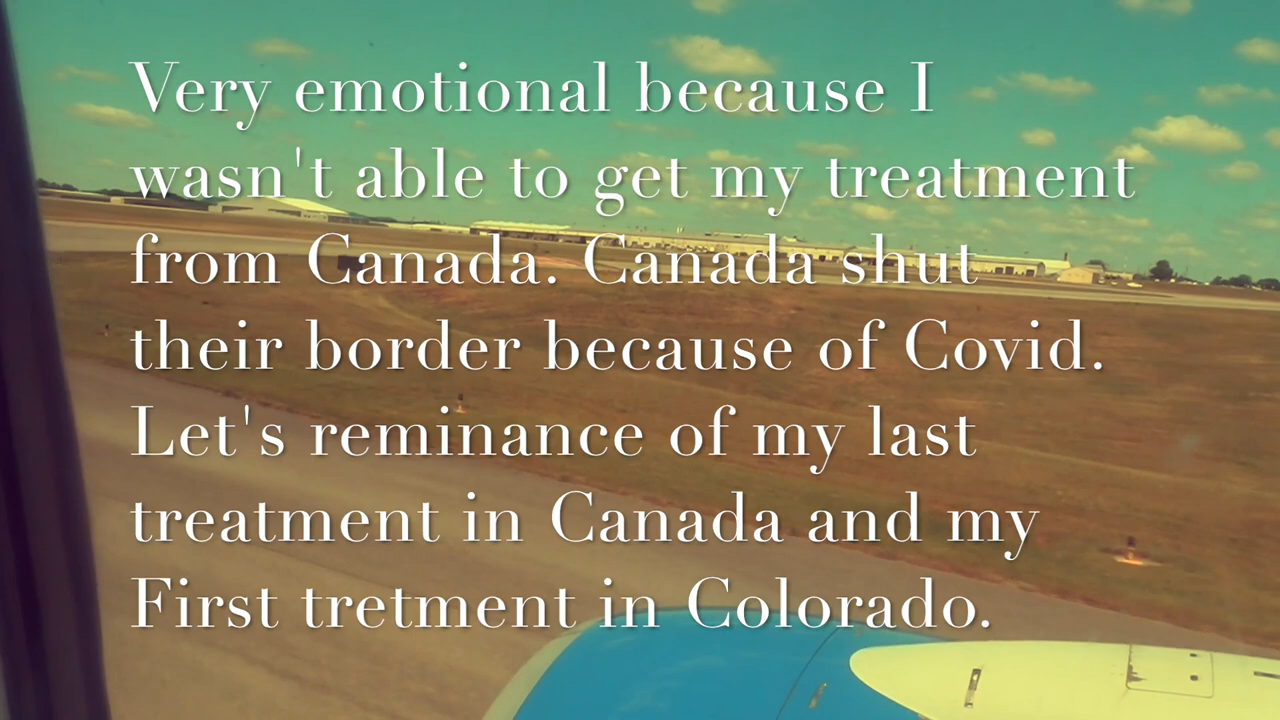 Very emotional because I
wasn't able to get my treatment
from Canada. Canada shut
their border because of Covid.
Let's reminance of my last
treatment in Canada and my
First tretment in Colorado.